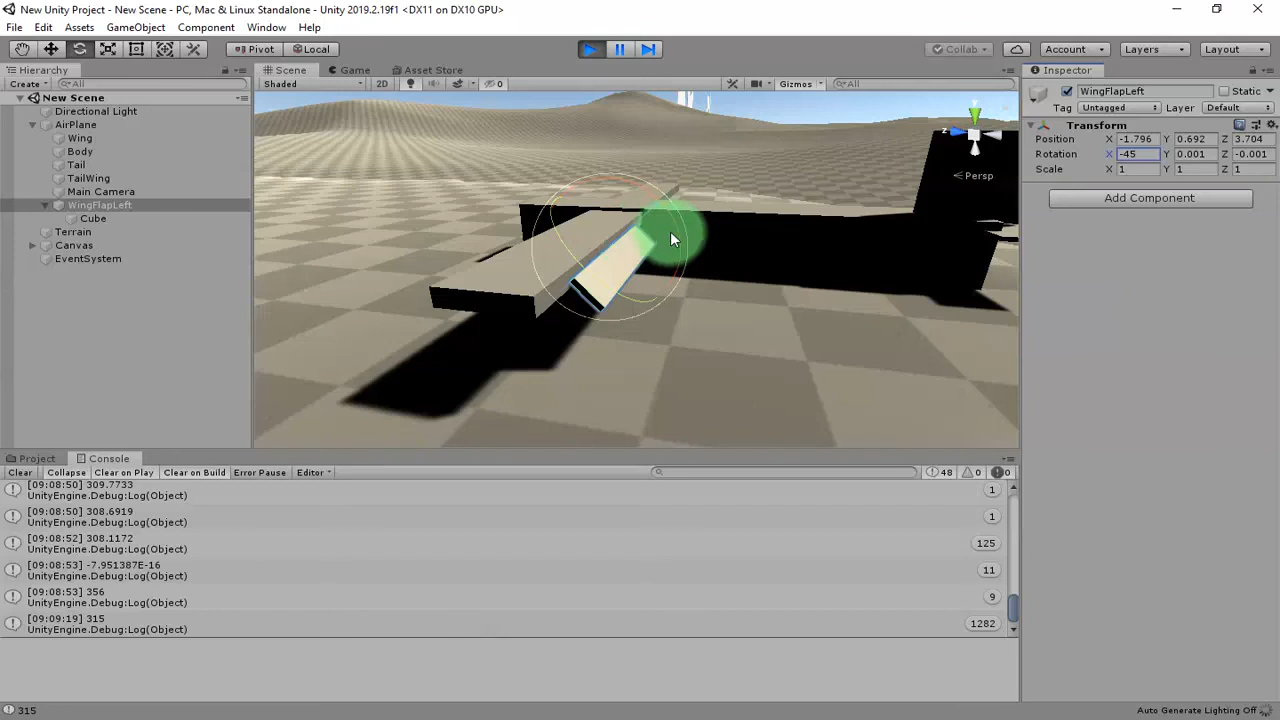 New Unity Project - New Scene - PC, Mac & Linux Standalone - Unity 2019.2.19f1 <DX11 on DX10 GPU>
File Edit Assets GameObject Component Window Help
Pivot Local Collab Account Layers Layout
Hierarchy Scene Game Asset Store Inspector
Create All Shaded 2D 0 Gizmos All
WingFlapLeft Static
Tag Untagged Layer Default
New Scene
Directional Light
AirPlane
Wing
Body
Tail
TailWing
Main Camera
WingFlapLeft
Cube
Terrain
Canvas
EventSystem
z
Persp
Transform
Position X -1.796 Y 0.692 Z 3.704
Rotation X -45 Y 0.001 Z -0.001
Scale X 1 Y 1 Z 1
Add Component
Project Console
Clear Collapse Clear on Play Clear on Build Error Pause Editor 48 0 0
[09:08:50] 309.7733
UnityEngine.Debug:Log(Object) 1
[09:08:50] 308.6919
UnityEngine.Debug:Log(Object) 1
[09:08:52] 308.1172
UnityEngine.Debug:Log(Object) 125
[09:08:53] -7.951387E-16
UnityEngine.Debug:Log(Object) 11
[09:08:53] 356
UnityEngine.Debug:Log(Object) 9
[09:09:19] 315
UnityEngine.Debug:Log(Object) 1282
315 Auto Generate Lighting Off